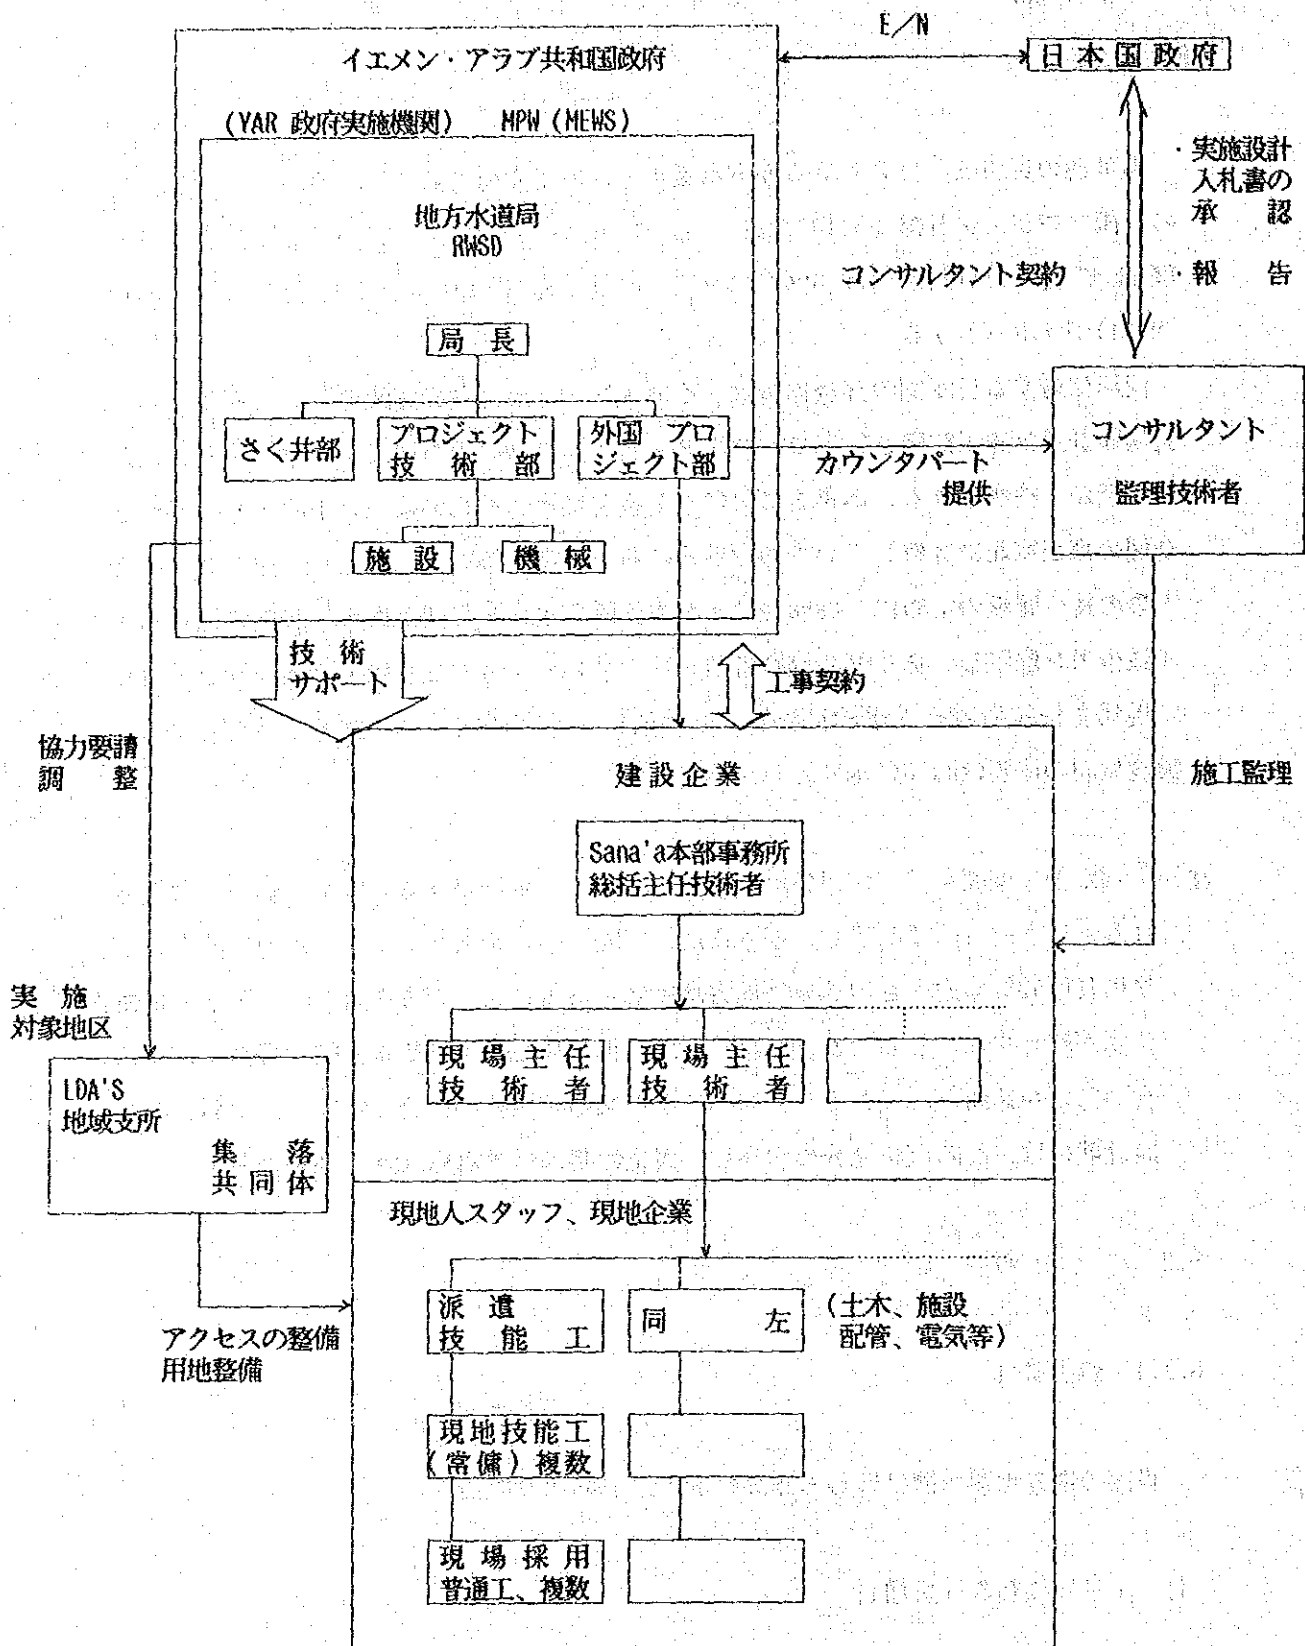 E/N
イエメン・アラブ共和国政府
日本国政府
(YAR 政府実施機関) MPW (MEWS)
・実施設計
入札書の
承認
・報告
地方水道局
RWSD
コンサルタント契約
局長
さく井部
プロジェクト
技術部
外国プロ
ジェクト部
カウンタパート
提供
コンサルタント
監理技術者
施設
機械
技術
サポート
工事契約
協力要請
調整
建設企業
施工監理
Sana'a本部事務所
総括主任技術者
実施
対象地区
現場主任
技術者
現場主任
技術者
LDA'S
地域支所
集落
共同体
現地人スタッフ、現地企業
派遣
技能工
同左
(土木、施設
配管、電気等)
アクセスの整備
用地整備
現地技能工
(常傭) 複数
現場採用
普通工、複数